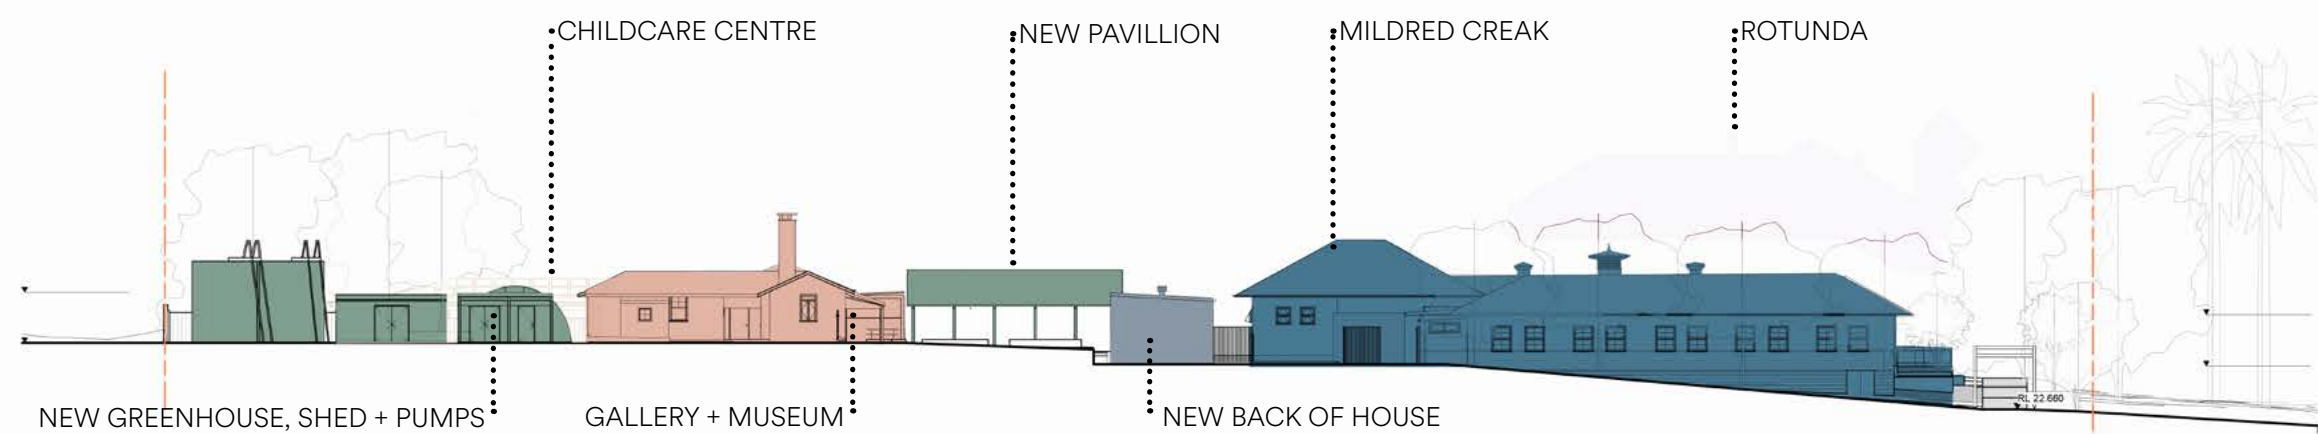 CHILDCARE CENTRE
NEW PAVILLION
MILDRED CREAK
ROTUNDA
RL 22.660
NEW GREENHOUSE, SHED + PUMPS
GALLERY + MUSEUM
NEW BACK OF HOUSE